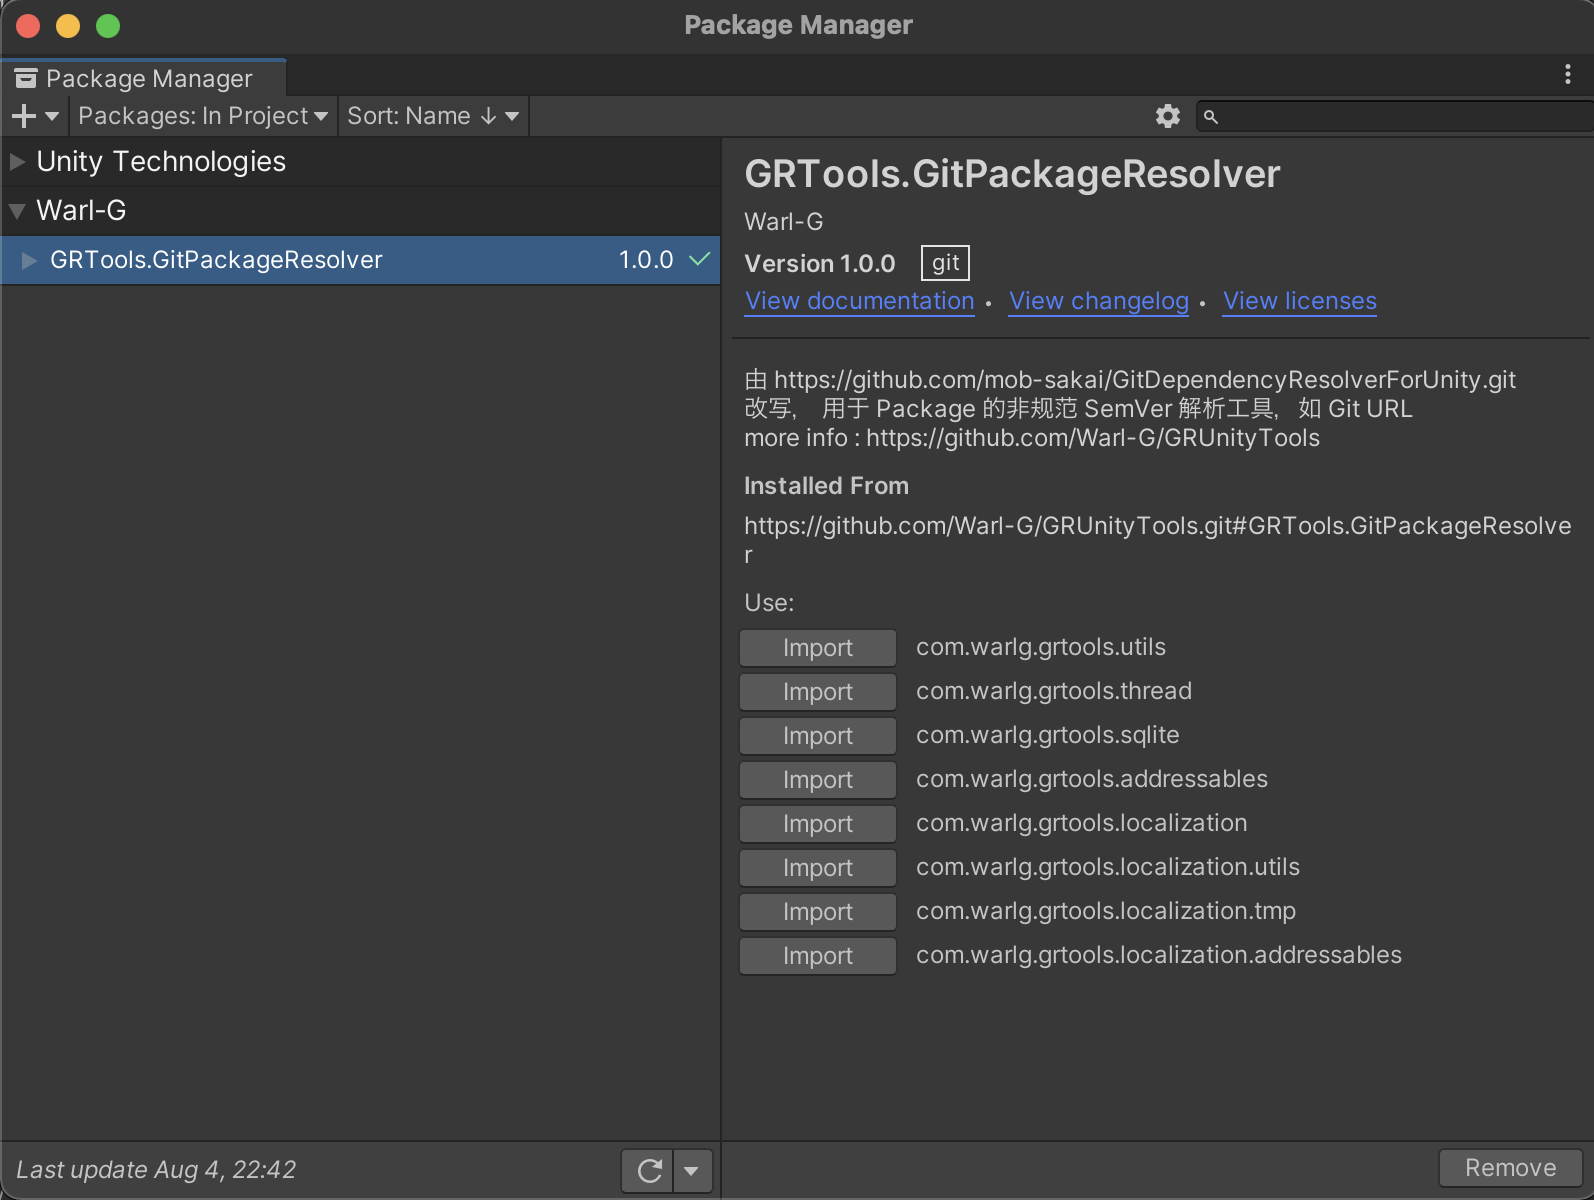 Package Manager
Package Manager
Packages: In Project
Sort: Name ↓
Unity Technologies
Warl-G
GRTools.GitPackageResolver 1.0.0
GRTools.GitPackageResolver
Warl-G
Version 1.0.0 git
View documentation • View changelog • View licenses
由 https://github.com/mob-sakai/GitDependencyResolverForUnity.git
改写， 用于 Package 的非规范 SemVer 解析工具，如 Git URL
more info : https://github.com/Warl-G/GRUnityTools
Installed From
https://github.com/Warl-G/GRUnityTools.git#GRTools.GitPackageResolve
r
Use:
Import com.warlg.grtools.utils
Import com.warlg.grtools.thread
Import com.warlg.grtools.sqlite
Import com.warlg.grtools.addressables
Import com.warlg.grtools.localization
Import com.warlg.grtools.localization.utils
Import com.warlg.grtools.localization.tmp
Import com.warlg.grtools.localization.addressables
Last update Aug 4, 22:42
Remove